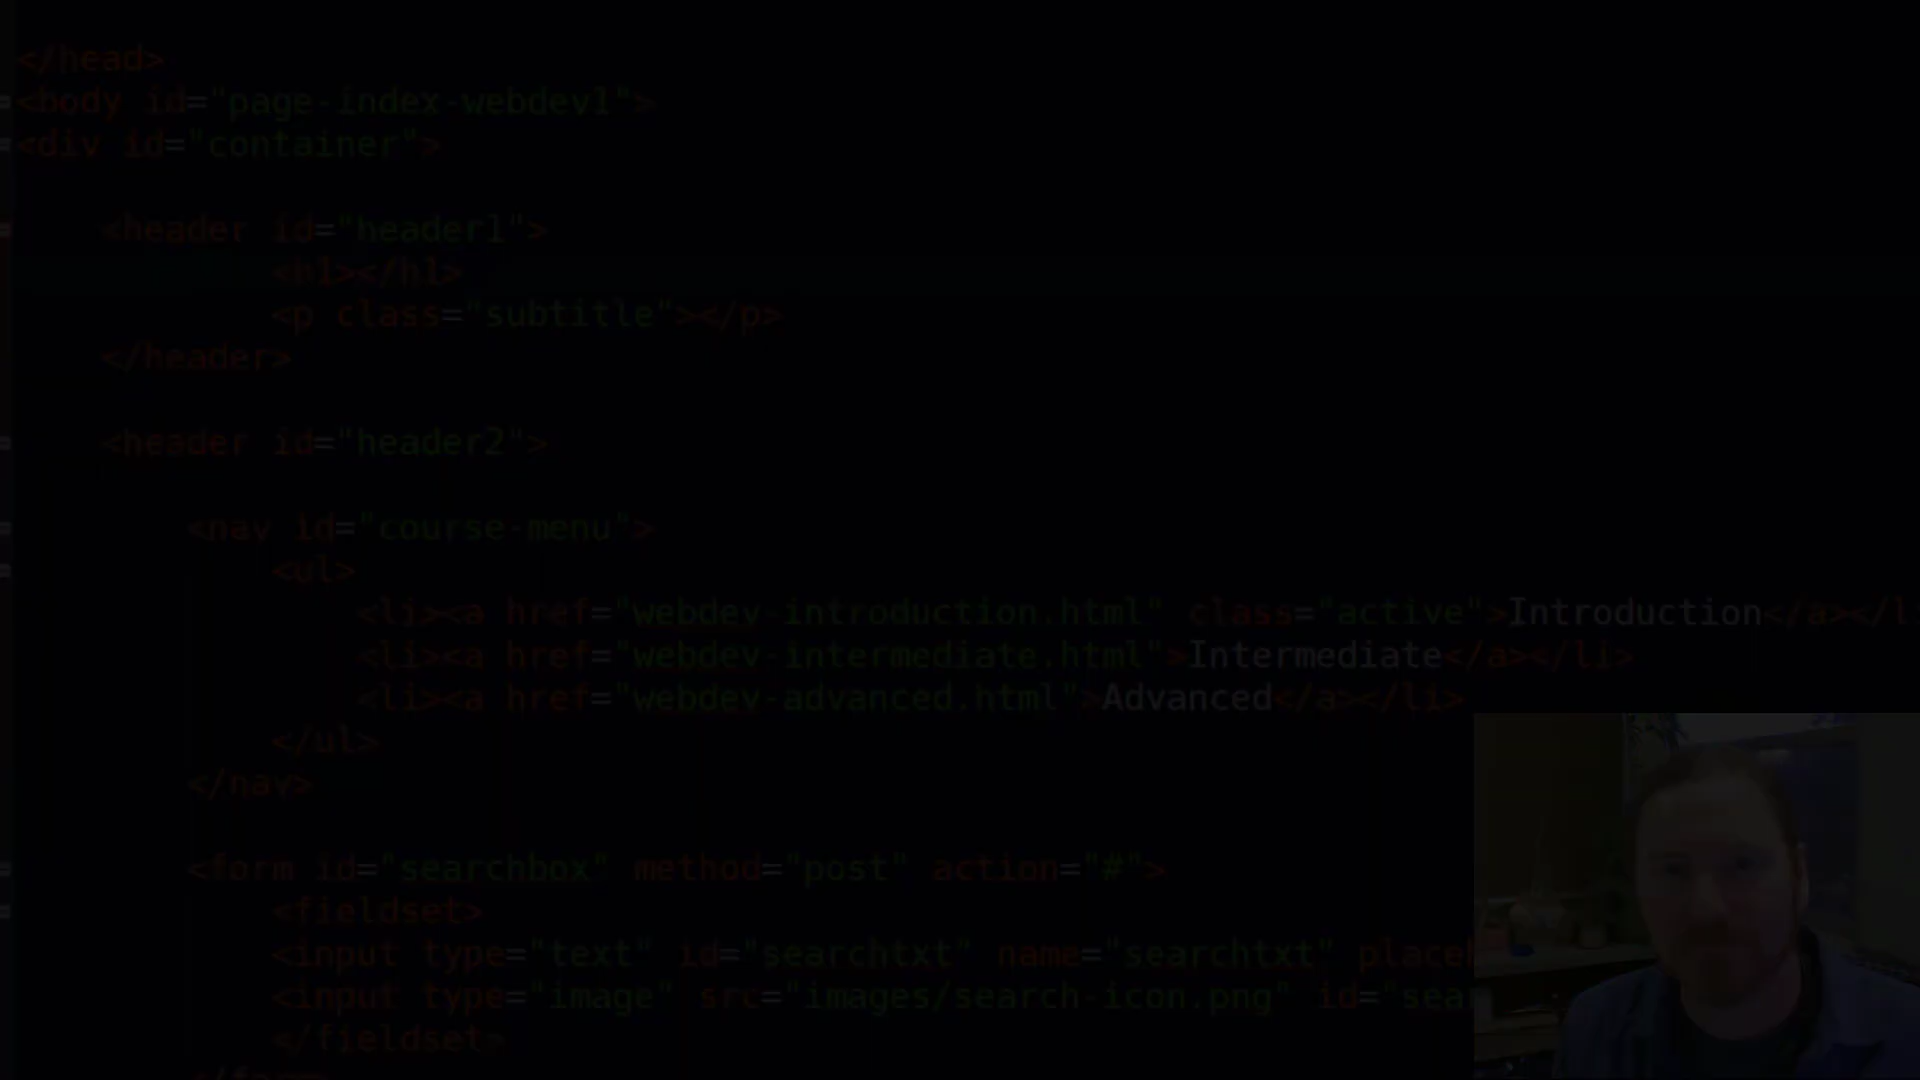 </head>
<body id="page-index-webdev1">
<div id="container">
<header id="header1">
<h1></h1>
<p class="subtitle"></p>
</header>
<header id="header2">
<nav id="course-menu">
<ul>
<li><a href="webdev-introduction.html" class="active">Introduction</a></li
<li><a href="webdev-intermediate.html">Intermediate</a></li>
<li><a href="webdev-advanced.html">Advanced</a></li>
</ul>
</nav>
<form id="searchbox" method="post" action="#">
<fieldset>
<input type="text" id="searchtxt" name="searchtxt" place
<input type="image" src="images/search-icon.png" id="sea
</fieldset>
</form>